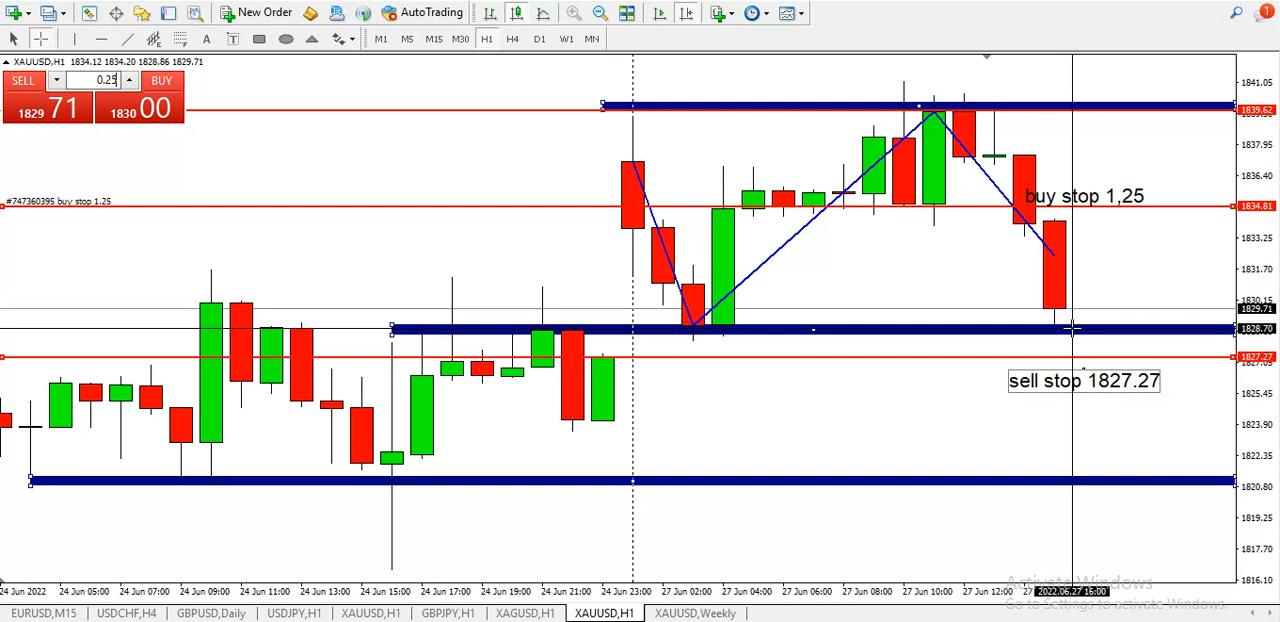 New Order AutoTrading 1
A T M1 M5 M15 M30 H1 H4 D1 W1 MN
XAUUSD,H1 1834.12 1834.20 1828.86 1829.71
SELL 0.25 BUY
1829 71 1830 00
#747360395 buy stop 1.25
buy stop 1,25
sell stop 1827.27
1841.05
1839.62
1837.95
1836.40
1834.81
1833.25
1831.70
1830.15
1829.71
1828.70
1827.27
1825.45
1823.90
1822.35
1820.80
1819.25
1817.70
1816.10
Activate Windows
Go to Settings to activate Windows.
24 Jun 2022 24 Jun 05:00 24 Jun 07:00 24 Jun 09:00 24 Jun 11:00 24 Jun 13:00 24 Jun 15:00 24 Jun 17:00 24 Jun 19:00 24 Jun 21:00 24 Jun 23:00 27 Jun 02:00 27 Jun 04:00 27 Jun 06:00 27 Jun 08:00 27 Jun 10:00 27 Jun 12:00 27 2022.06.27 16:00
EURUSD,M15 USDCHF,H4 GBPUSD,Daily USDJPY,H1 XAUUSD,H1 GBPJPY,H1 XAGUSD,H1 XAUUSD,H1 XAUUSD,Weekly